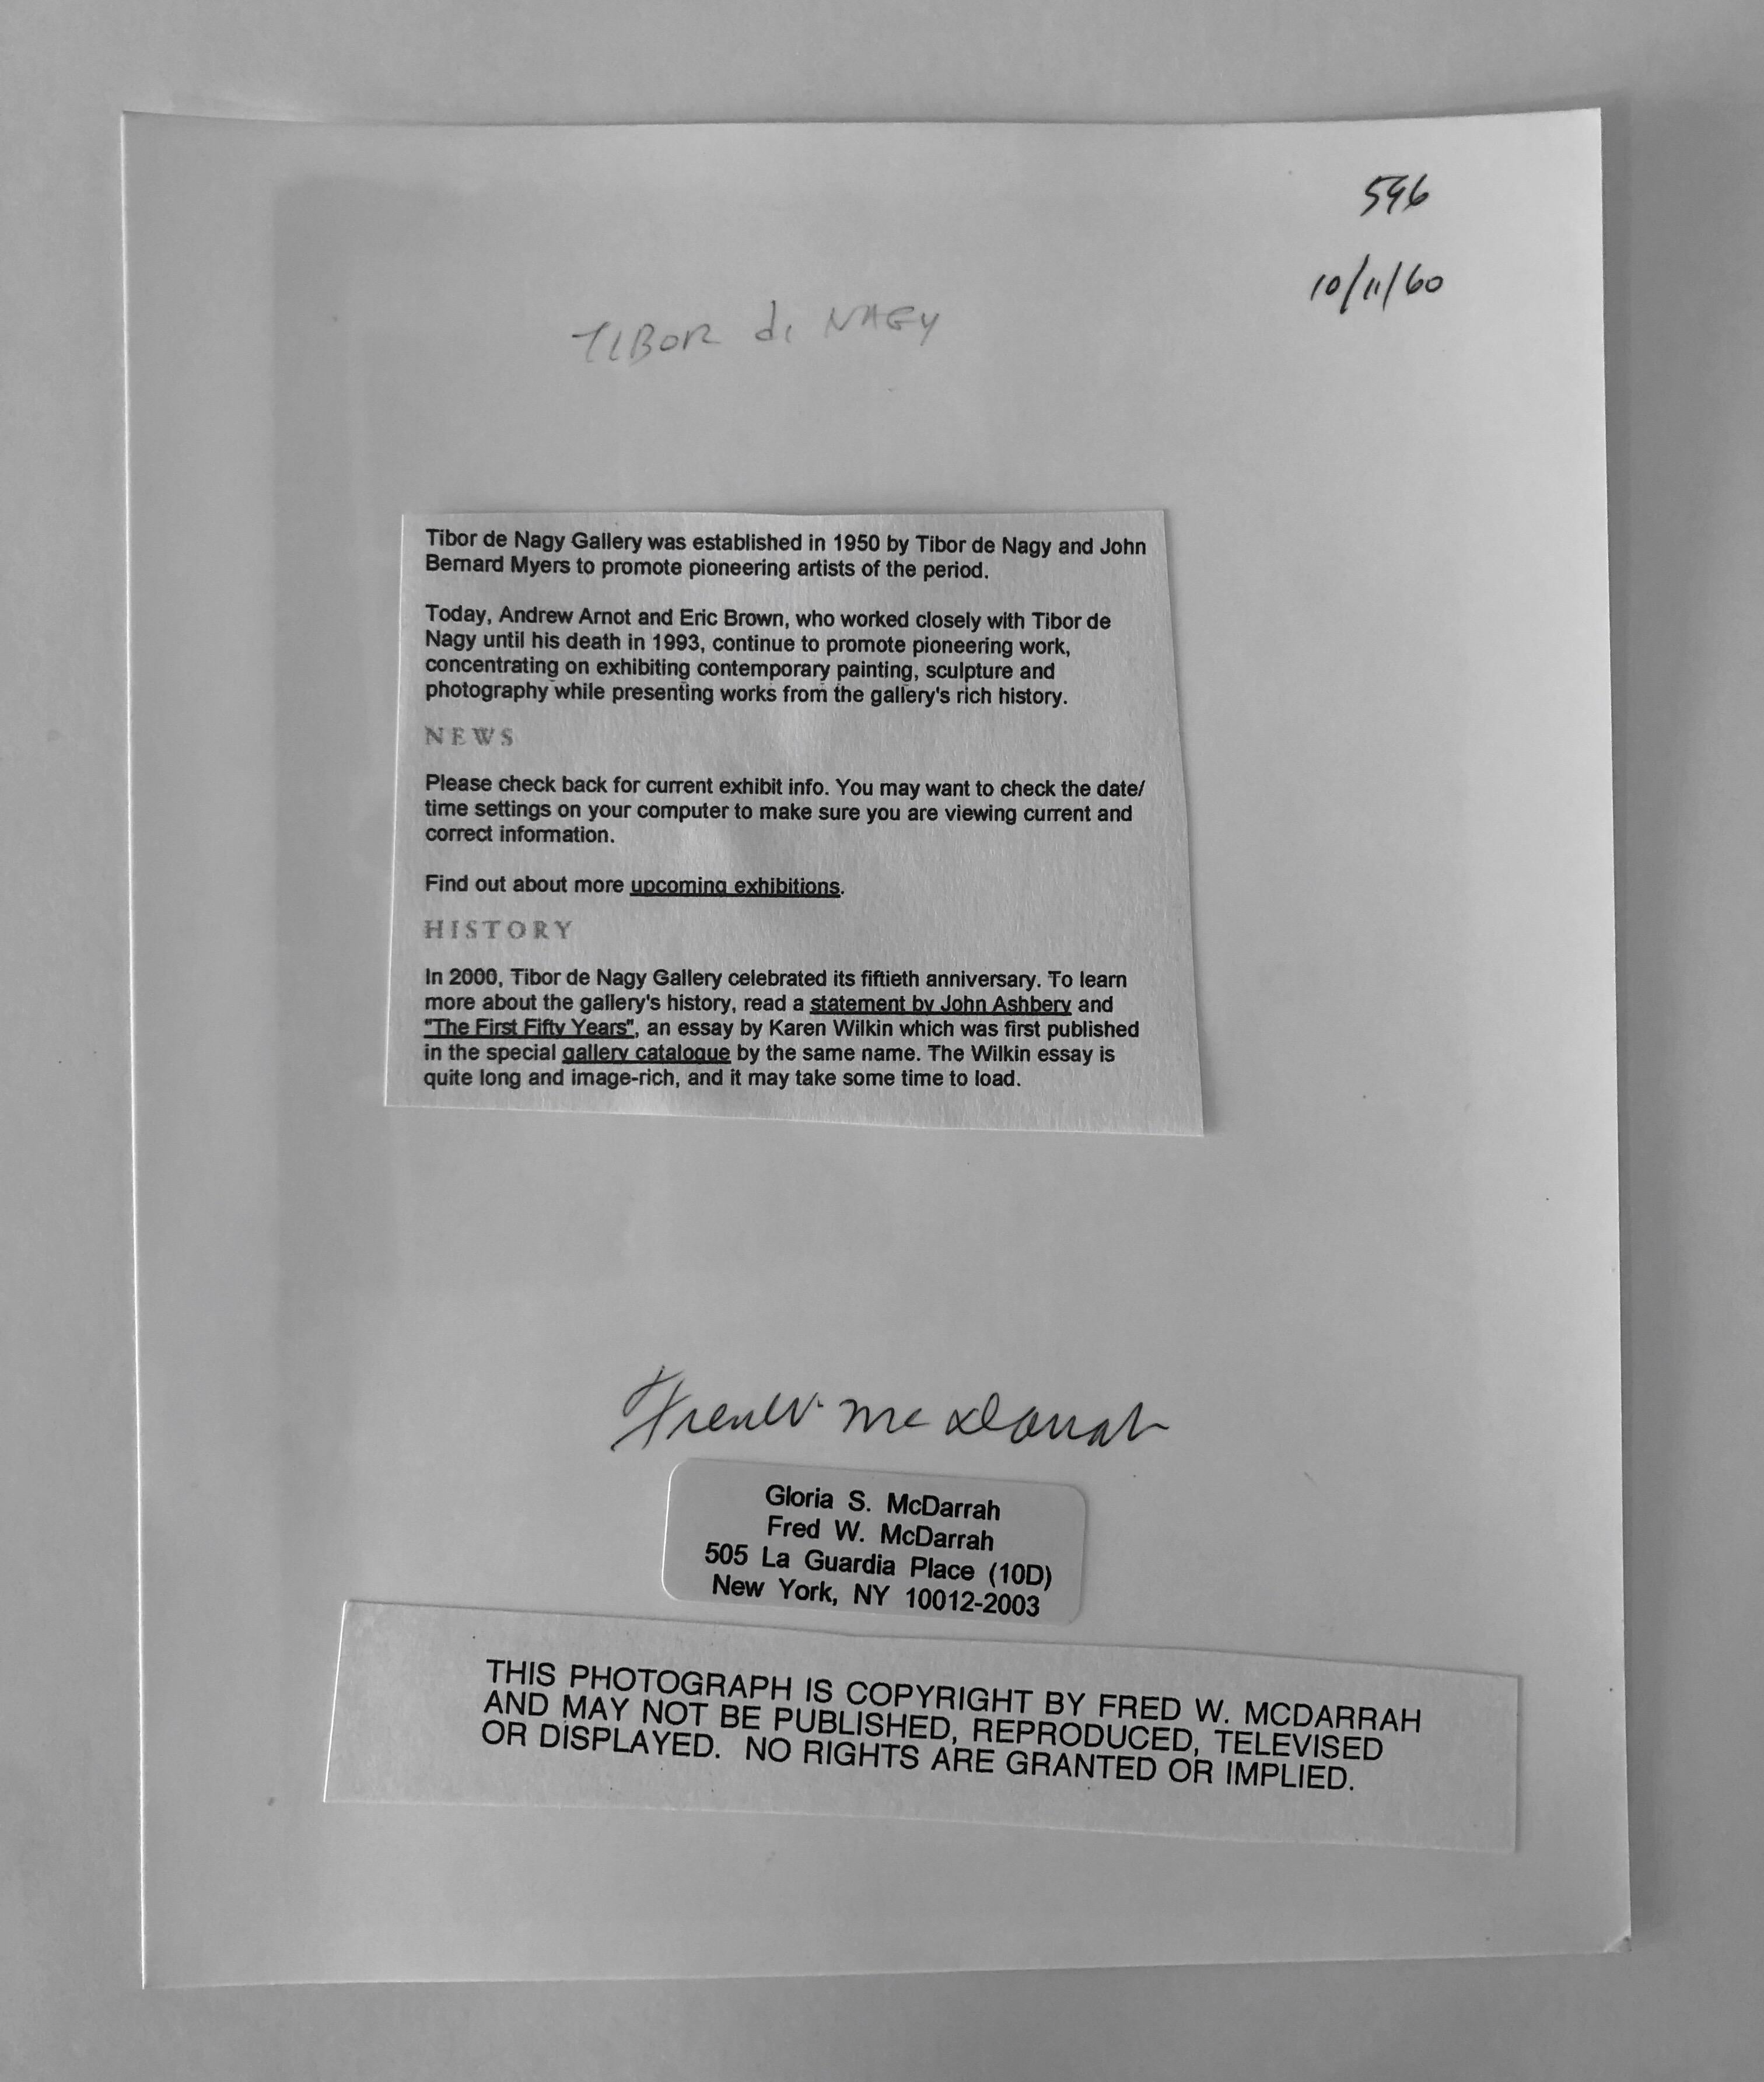 596
10/11/60
TIBOR di NAGY
Tibor de Nagy Gallery was established in 1950 by Tibor de Nagy and John
Bernard Myers to promote pioneering artists of the period.
Today, Andrew Arnot and Eric Brown, who worked closely with Tibor de
Nagy until his death in 1993, continue to promote pioneering work,
concentrating on exhibiting contemporary painting, sculpture and
photography while presenting works from the gallery's rich history.
NEWS
Please check back for current exhibit info. You may want to check the date/
time settings on your computer to make sure you are viewing current and
correct information.
Find out about more upcoming exhibitions.
HISTORY
In 2000, Tibor de Nagy Gallery celebrated its fiftieth anniversary. To learn
more about the gallery's history, read a statement by John Ashbery and
"The First Fifty Years", an essay by Karen Wilkin which was first published
in the special gallery catalogue by the same name. The Wilkin essay is
quite long and image-rich, and it may take some time to load.
Fred W. McDarrah
Gloria S. McDarrah
Fred W. McDarrah
505 La Guardia Place (10D)
New York, NY 10012-2003
THIS PHOTOGRAPH IS COPYRIGHT BY FRED W. MCDARRAH
AND MAY NOT BE PUBLISHED, REPRODUCED, TELEVISED
OR DISPLAYED. NO RIGHTS ARE GRANTED OR IMPLIED.